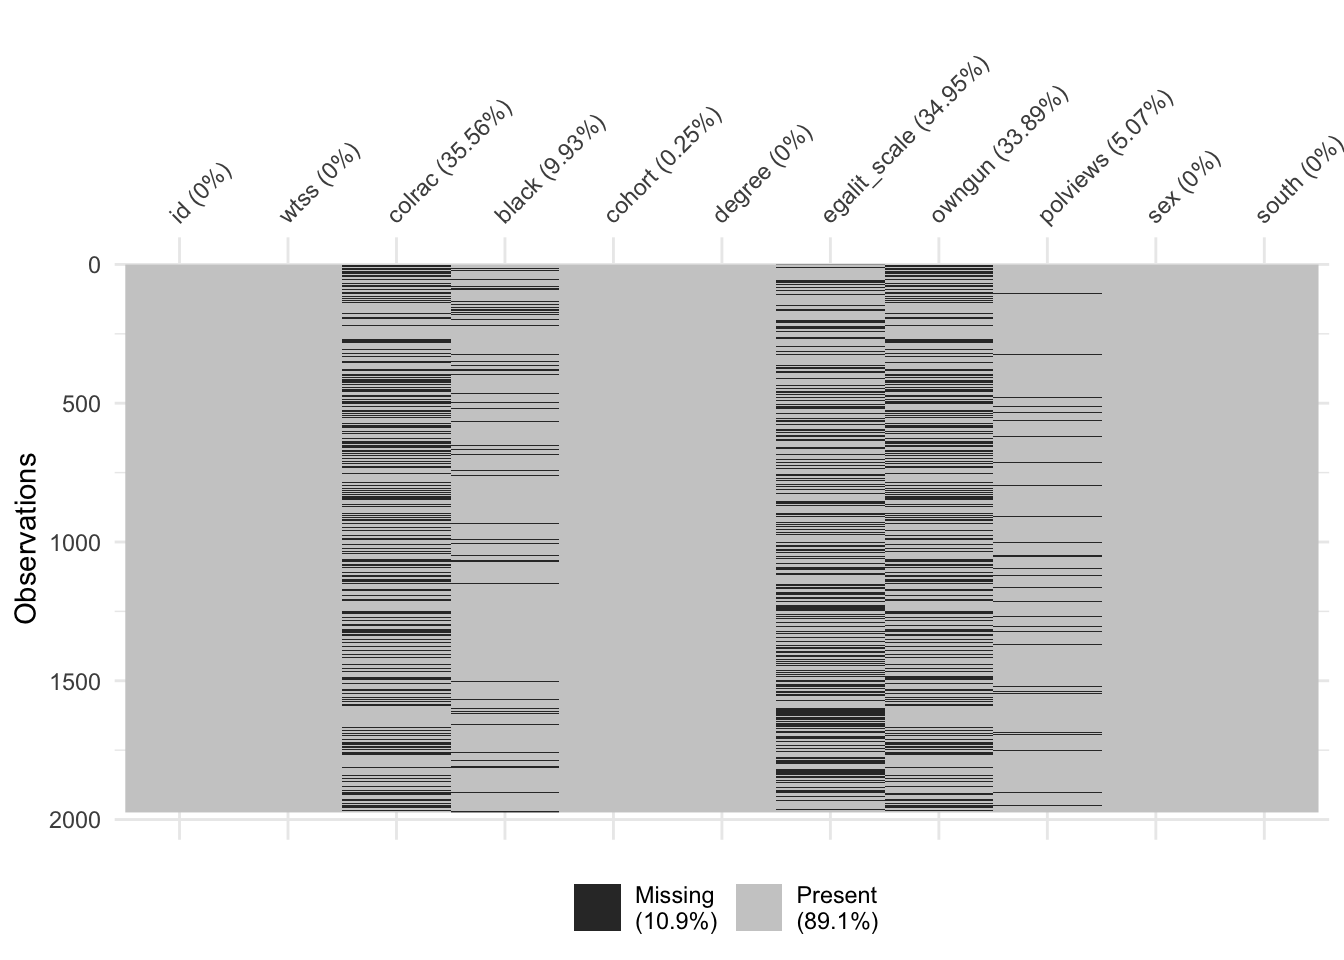 id (0%)
wtss (0%)
colrac (35.56%)
black (9.93%)
cohort (0.25%)
degree (0%)
egalit_scale (34.95%)
owngun (33.89%)
polviews (5.07%)
sex (0%)
south (0%)
0
500
1000
1500
2000
Observations
Missing
(10.9%)
Present
(89.1%)